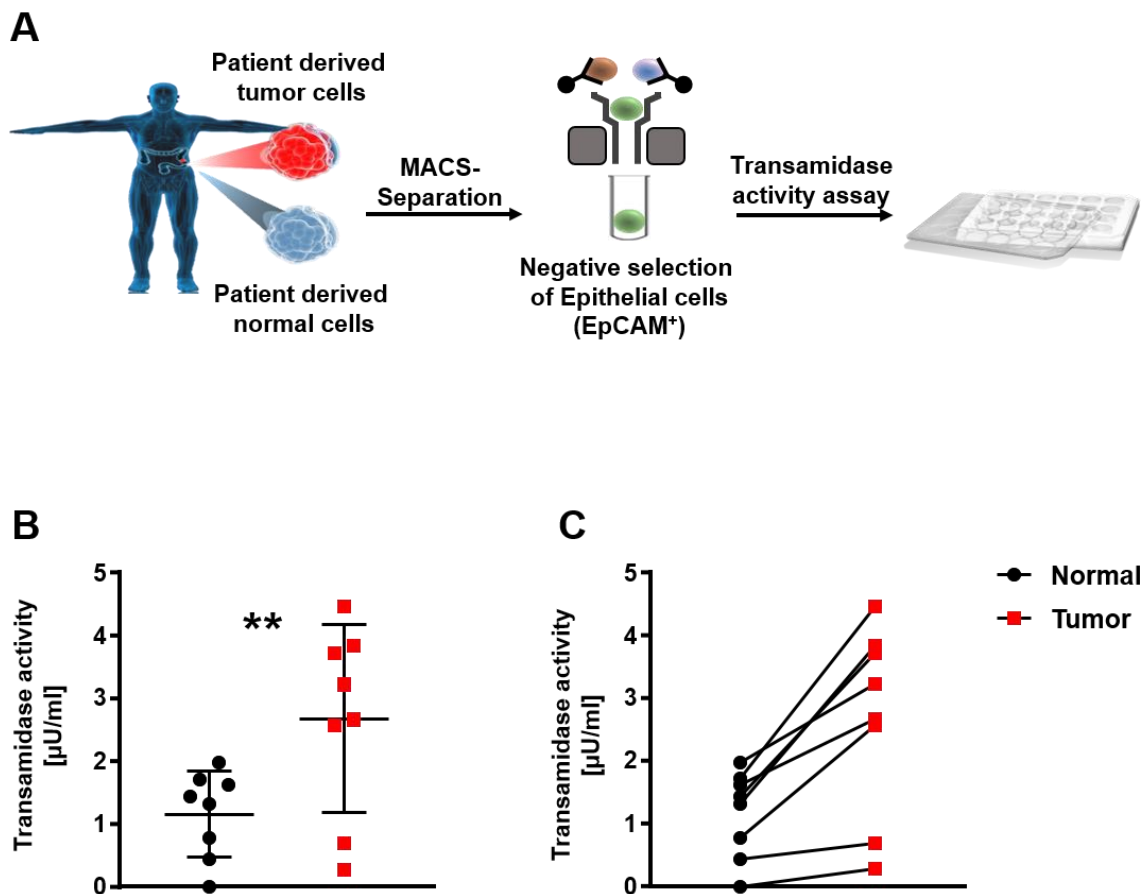 A
Patient derived
tumor cells
Patient derived
normal cells
MACS-
Separation
Negative selection
of Epithelial cells
(EpCAM⁺)
Transamidase
activity assay
B
Transamidase activity
[µU/ml]
5
4
3
2
1
0
**
C
Transamidase activity
[µU/ml]
5
4
3
2
1
0
Normal
Tumor